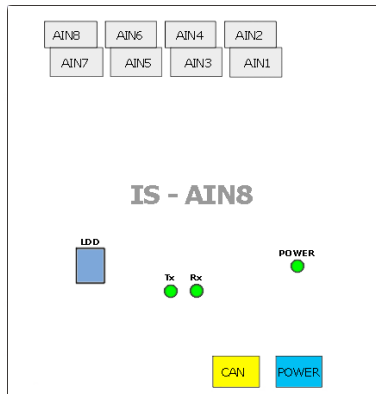 AIN8 AIN6 AIN4 AIN2
AIN7 AIN5 AIN3 AIN1
IS - AIN8
LDD
POWER
Tx Rx
CAN POWER